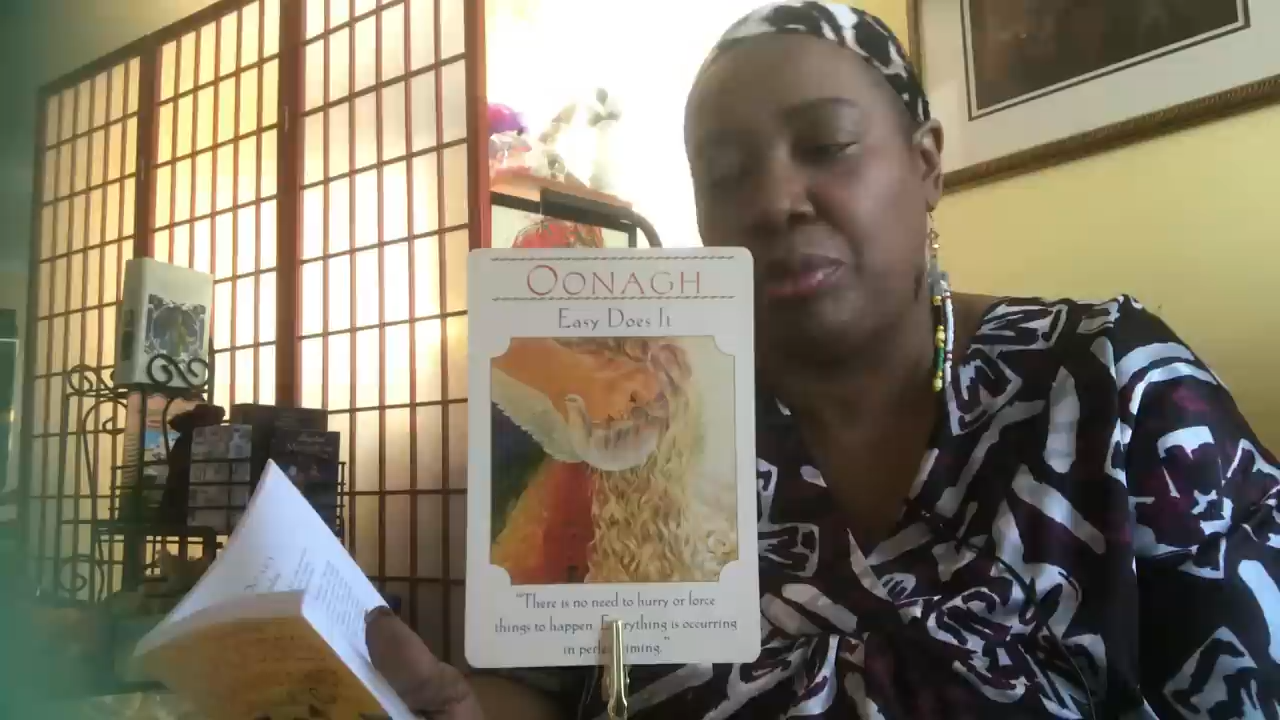 OONAGH
Easy Does It
"There is no need to hurry or force
things to happen. Everything is occurring
in perfect timing."